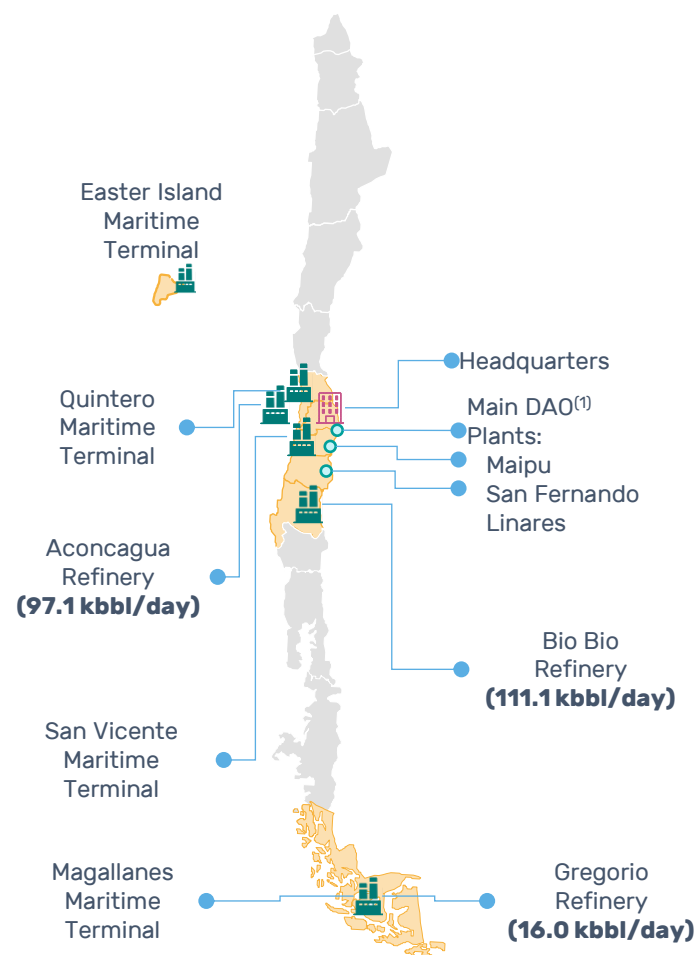 Easter Island
Maritime
Terminal
Headquarters
Quintero
Maritime
Terminal
Main DAO(1)
Plants:
Maipu
San Fernando
Linares
Aconcagua
Refinery
(97.1 kbbl/day)
Bio Bio
Refinery
(111.1 kbbl/day)
San Vicente
Maritime
Terminal
Magallanes
Maritime
Terminal
Gregorio
Refinery
(16.0 kbbl/day)